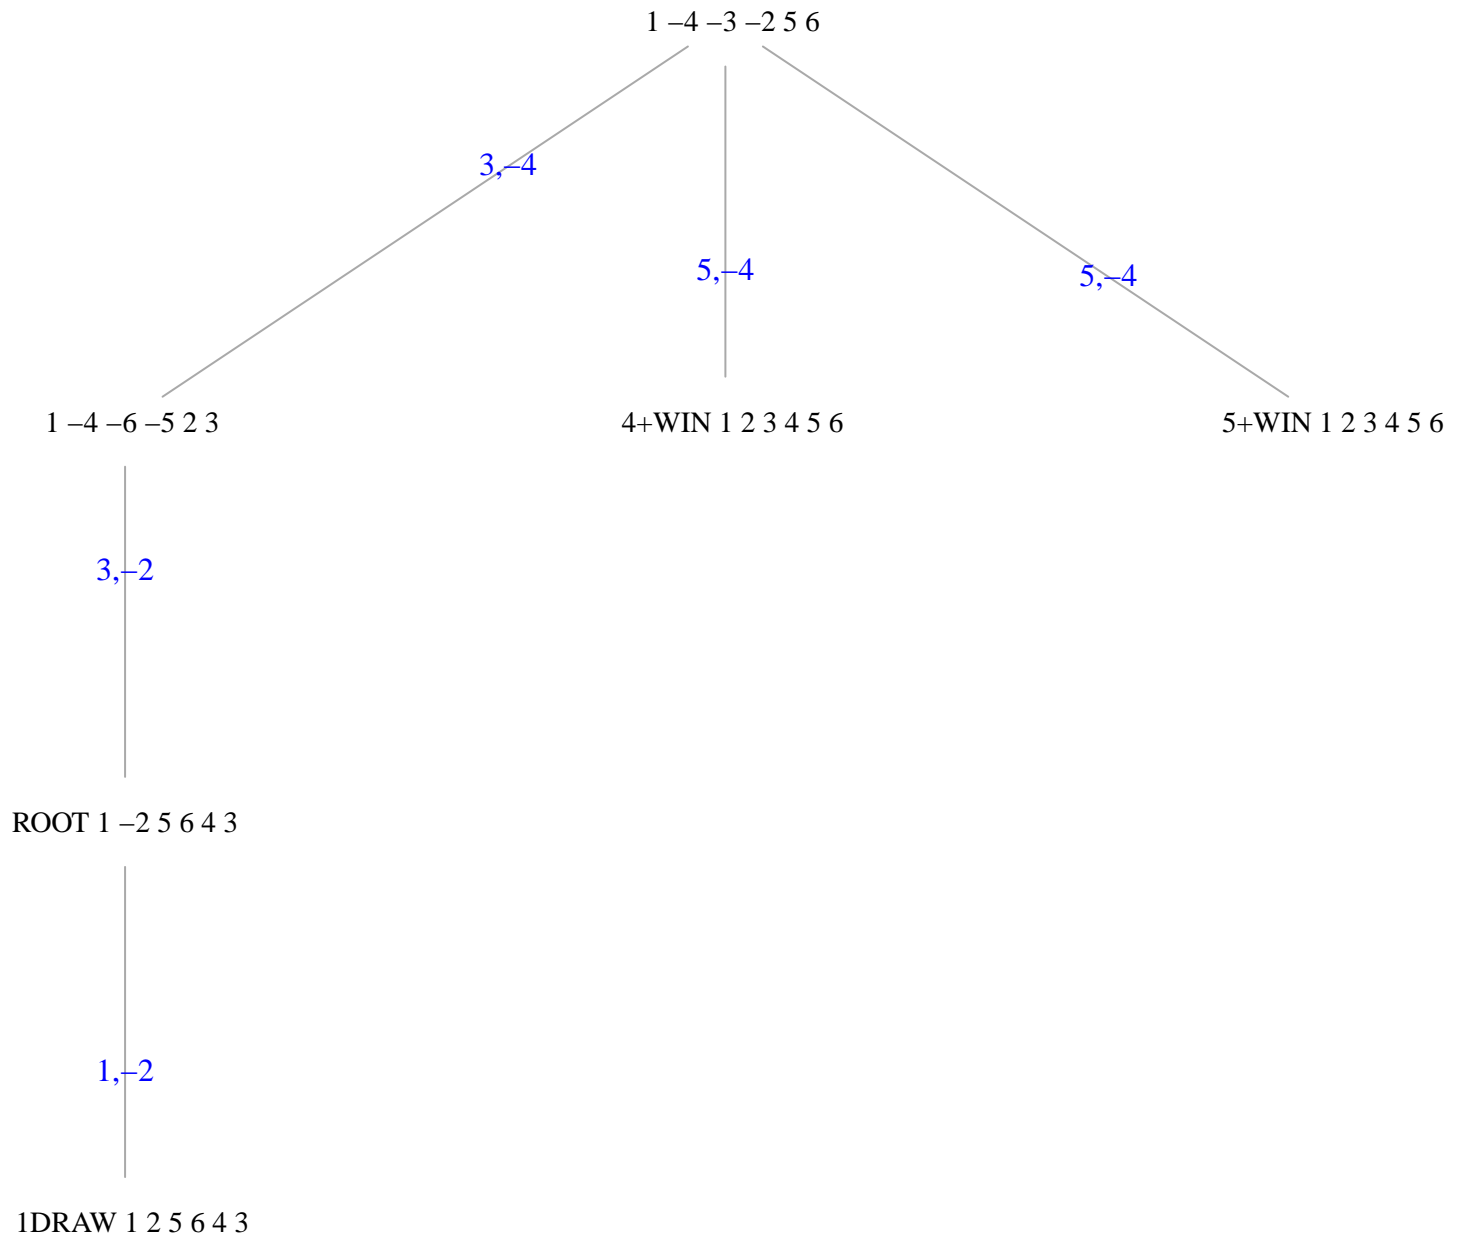 1 –4 –3 –2 5 6
3,–4
5,–4
5,–4
1 –4 –6 –5 2 3
4+WIN 1 2 3 4 5 6
5+WIN 1 2 3 4 5 6
3,–2
ROOT 1 –2 5 6 4 3
1,–2
1DRAW 1 2 5 6 4 3